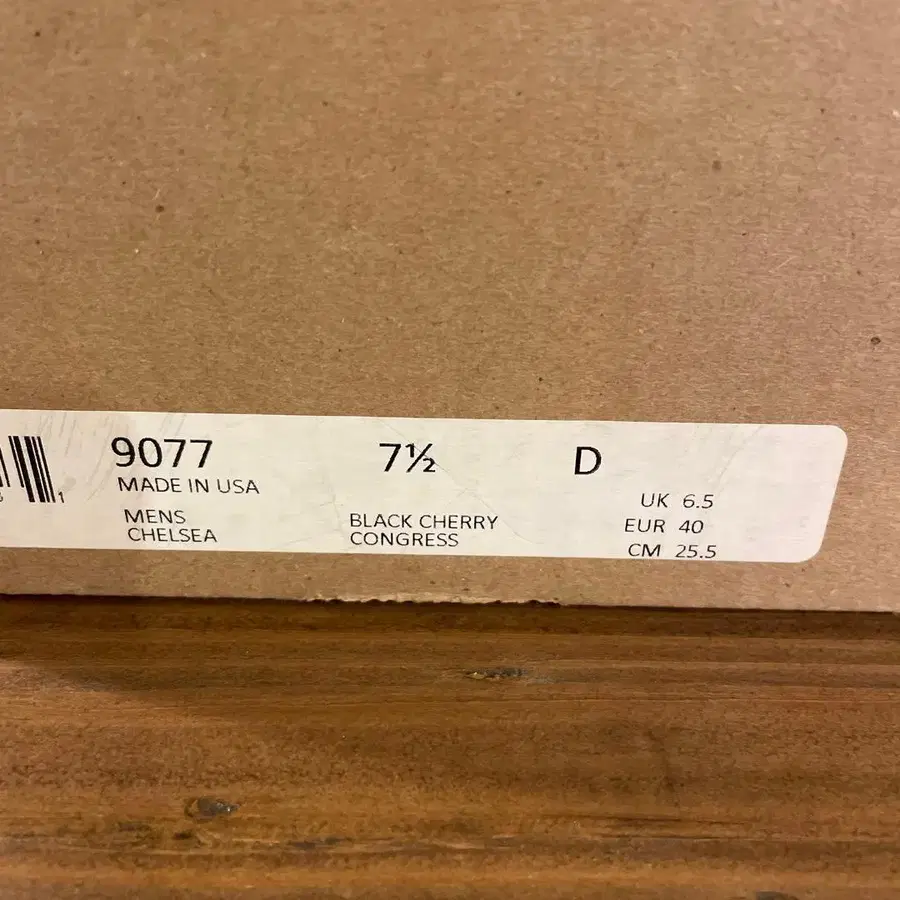 9077 7½ D
MADE IN USA
MENS
CHELSEA
BLACK CHERRY
CONGRESS
UK 6.5
EUR 40
CM 25.5
1